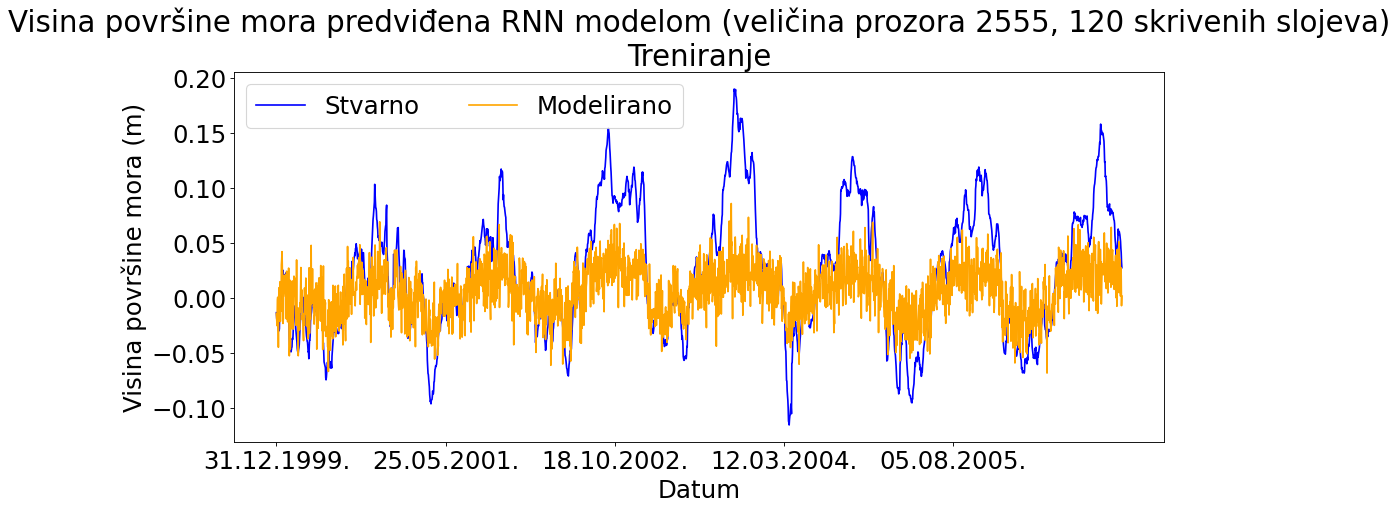 Visina površine mora predviđena RNN modelom (veličina prozora 2555, 120 skrivenih slojeva)
Treniranje
Stvarno Modelirano
Visina površine mora (m)
0.20
0.15
0.10
0.05
0.00
−0.05
−0.10
31.12.1999. 25.05.2001. 18.10.2002. 12.03.2004. 05.08.2005.
Datum